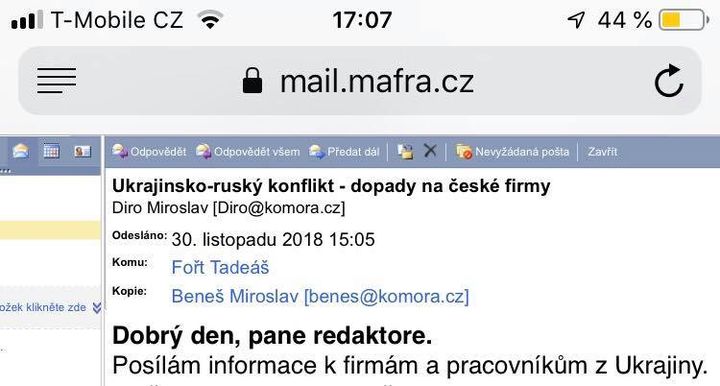 T-Mobile CZ 17:07 44 %
mail.mafra.cz
Odpovědět Odpovědět všem Předat dál Nevyžádaná pošta Zavřít
Ukrajinsko-ruský konflikt - dopady na české firmy
Diro Miroslav [Diro@komora.cz]
Odesláno: 30. listopadu 2018 15:05
Komu: Fořt Tadeáš
Kopie: Beneš Miroslav [benes@komora.cz]
ožek klikněte zde
Dobrý den, pane redaktore.
Posílám informace k firmám a pracovníkům z Ukrajiny.